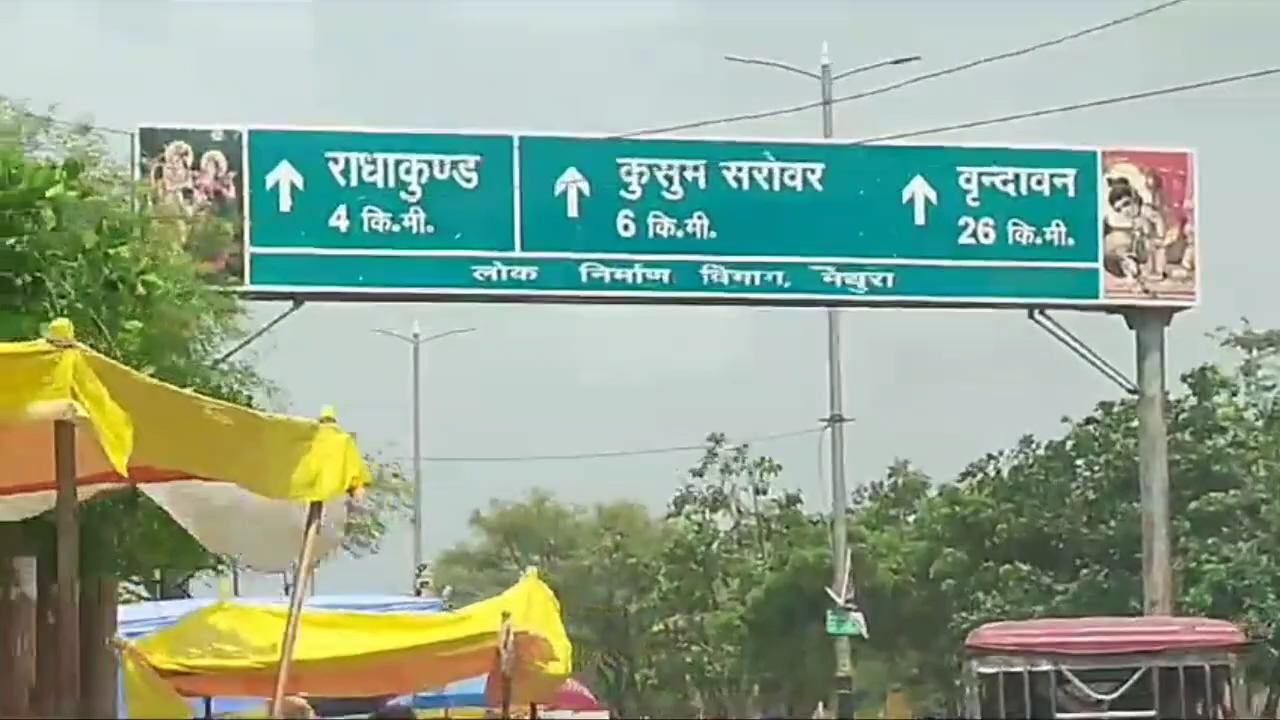 राधाकुण्ड
4 कि.मी.
कुसुम सरोवर
6 कि.मी.
वृन्दावन
26 कि.मी.
लोक निर्माण विभाग, मथुरा